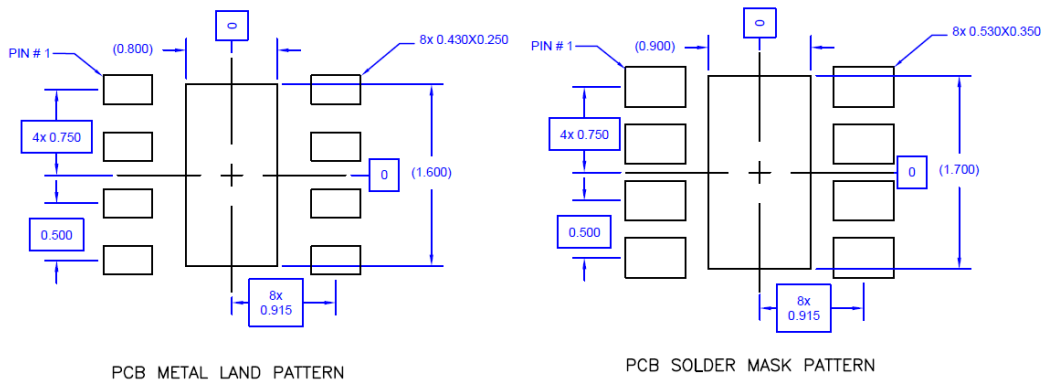 0
(0.800)
PIN # 1
8x 0.430X0.250
4x 0.750
0
(1.600)
0.500
8x
0.915
PCB METAL LAND PATTERN
0
(0.900)
PIN # 1
8x 0.530X0.350
4x 0.750
0
(1.700)
0.500
8x
0.915
PCB SOLDER MASK PATTERN